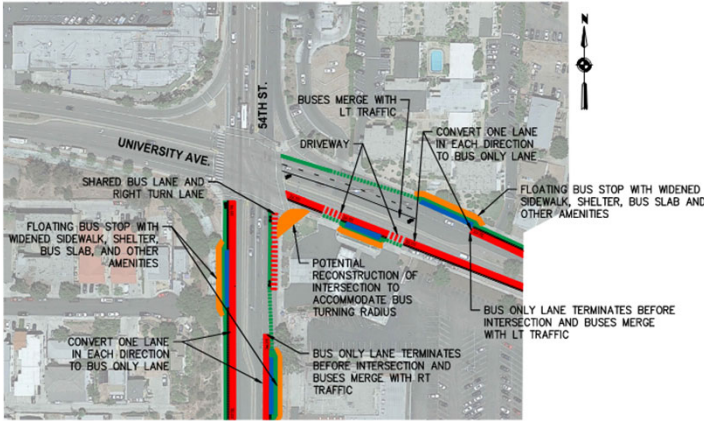 N
BUSES MERGE WITH
LT TRAFFIC
54TH ST.
UNIVERSITY AVE.
DRIVEWAY
CONVERT ONE LANE
IN EACH DIRECTION
TO BUS ONLY LANE
SHARED BUS LANE AND
RIGHT TURN LANE
FLOATING BUS STOP WITH WIDENED
SIDEWALK, SHELTER, BUS SLAB AND
OTHER AMENITIES
FLOATING BUS STOP WITH
WIDENED SIDEWALK, SHELTER,
BUS SLAB, AND OTHER
AMENITIES
POTENTIAL
RECONSTRUCTION OF
INTERSECTION TO
ACCOMMODATE BUS
TURNING RADIUS
BUS ONLY LANE TERMINATES BEFORE
INTERSECTION AND BUSES MERGE
WITH LT TRAFFIC
CONVERT ONE LANE
IN EACH DIRECTION
TO BUS ONLY LANE
BUS ONLY LANE TERMINATES
BEFORE INTERSECTION AND
BUSES MERGE WITH RT
TRAFFIC